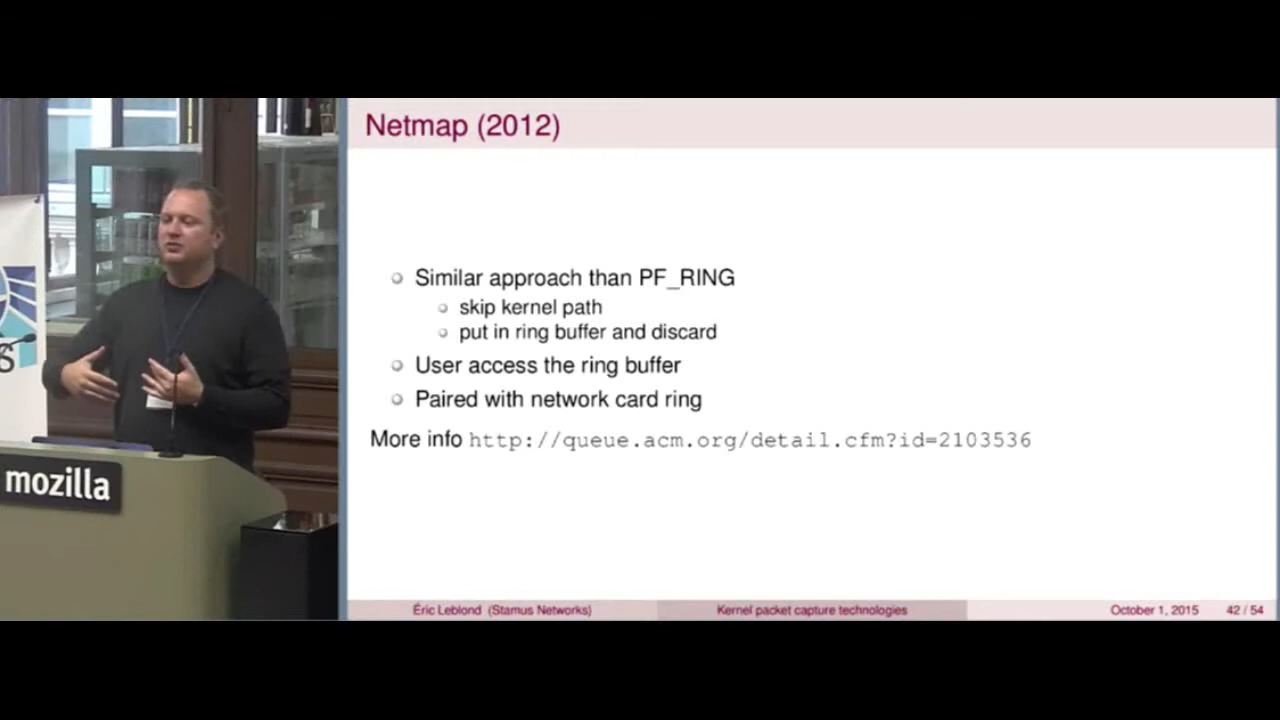 Netmap (2012)
Similar approach than PF_RING
skip kernel path
put in ring buffer and discard
User access the ring buffer
Paired with network card ring
More info http://queue.acm.org/detail.cfm?id=2103536
Éric Leblond (Stamus Networks)
Kernel packet capture technologies
October 1, 2015
42 / 54
mozilla
6